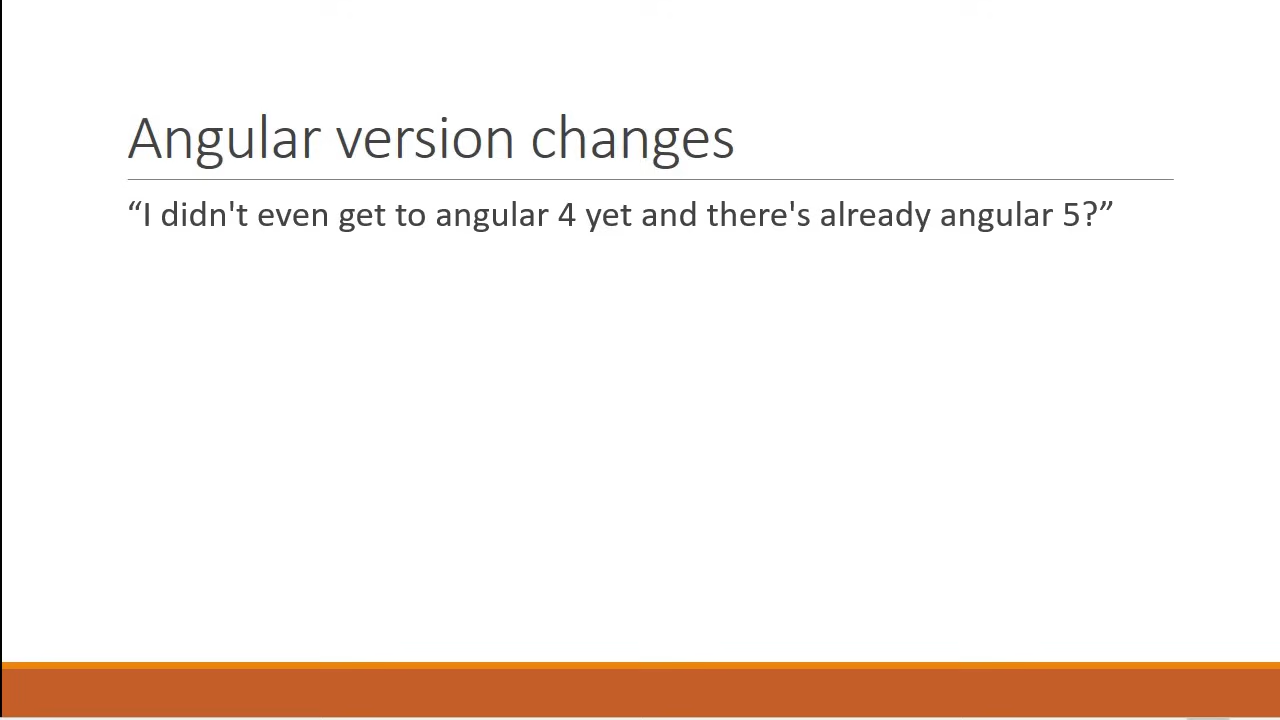 Angular version changes
“I didn't even get to angular 4 yet and there's already angular 5?”